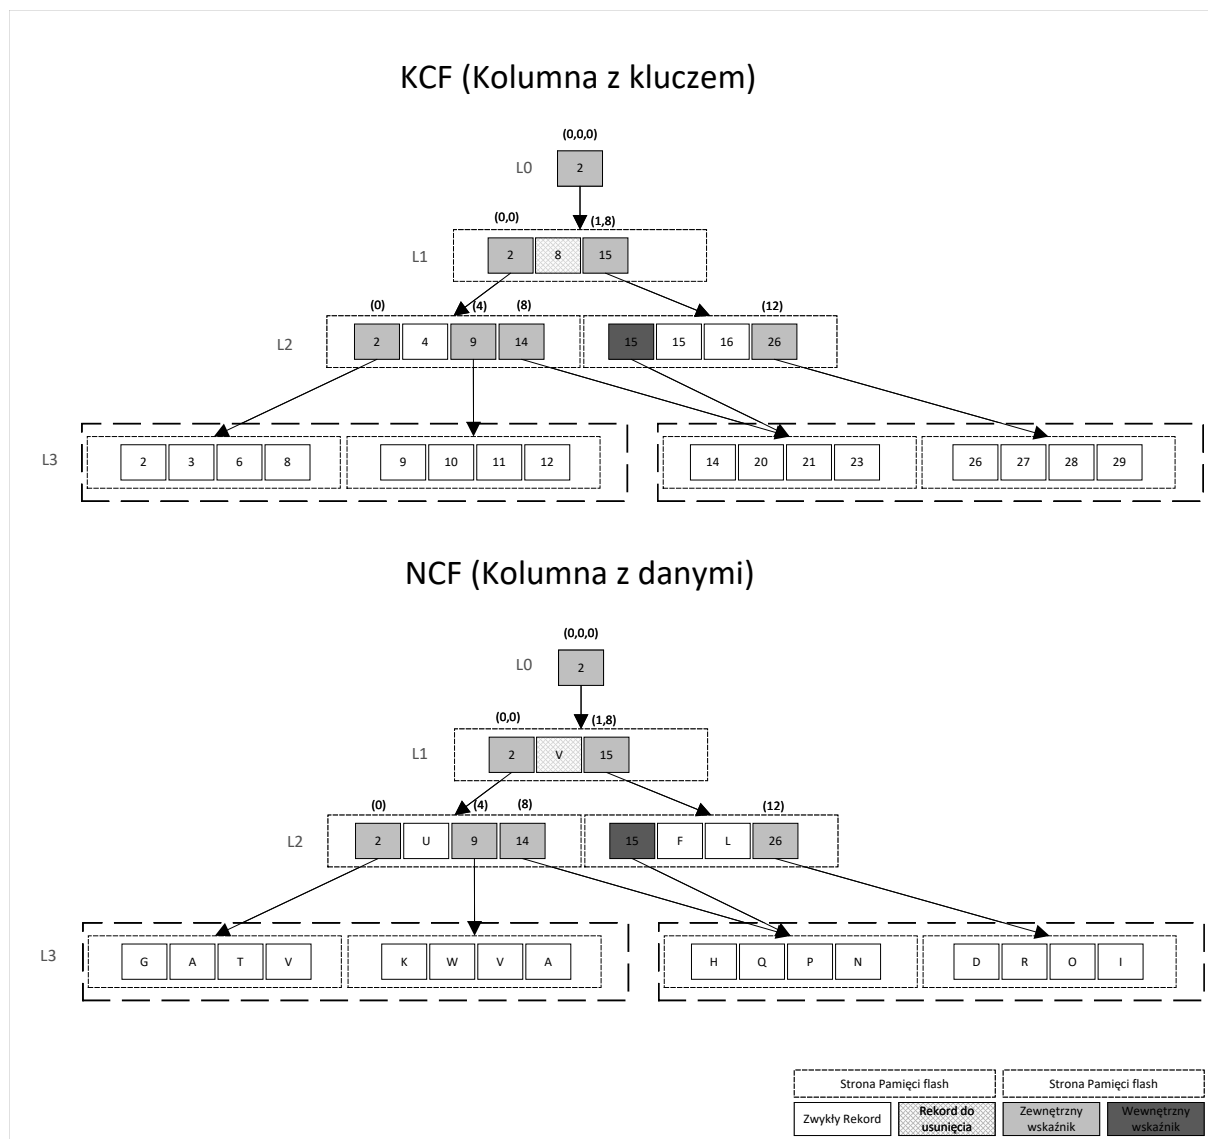 KCF (Kolumna z kluczem)
(0,0,0)
L0
2
(0,0)
(1,8)
L1
2 8 15
(0) (4) (8) (12)
L2
2 4 9 14 15 15 16 26
L3
2 3 6 8 9 10 11 12 14 20 21 23 26 27 28 29
NCF (Kolumna z danymi)
(0,0,0)
L0
2
(0,0)
(1,8)
L1
2 V 15
(0) (4) (8) (12)
L2
2 U 9 14 15 F L 26
L3
G A T V K W V A H Q P N D R O I
Strona Pamięci flash Strona Pamięci flash
Zwykły Rekord
Rekord do
usunięcia
Zewnętrzny
wskaźnik
Wewnętrzny
wskaźnik